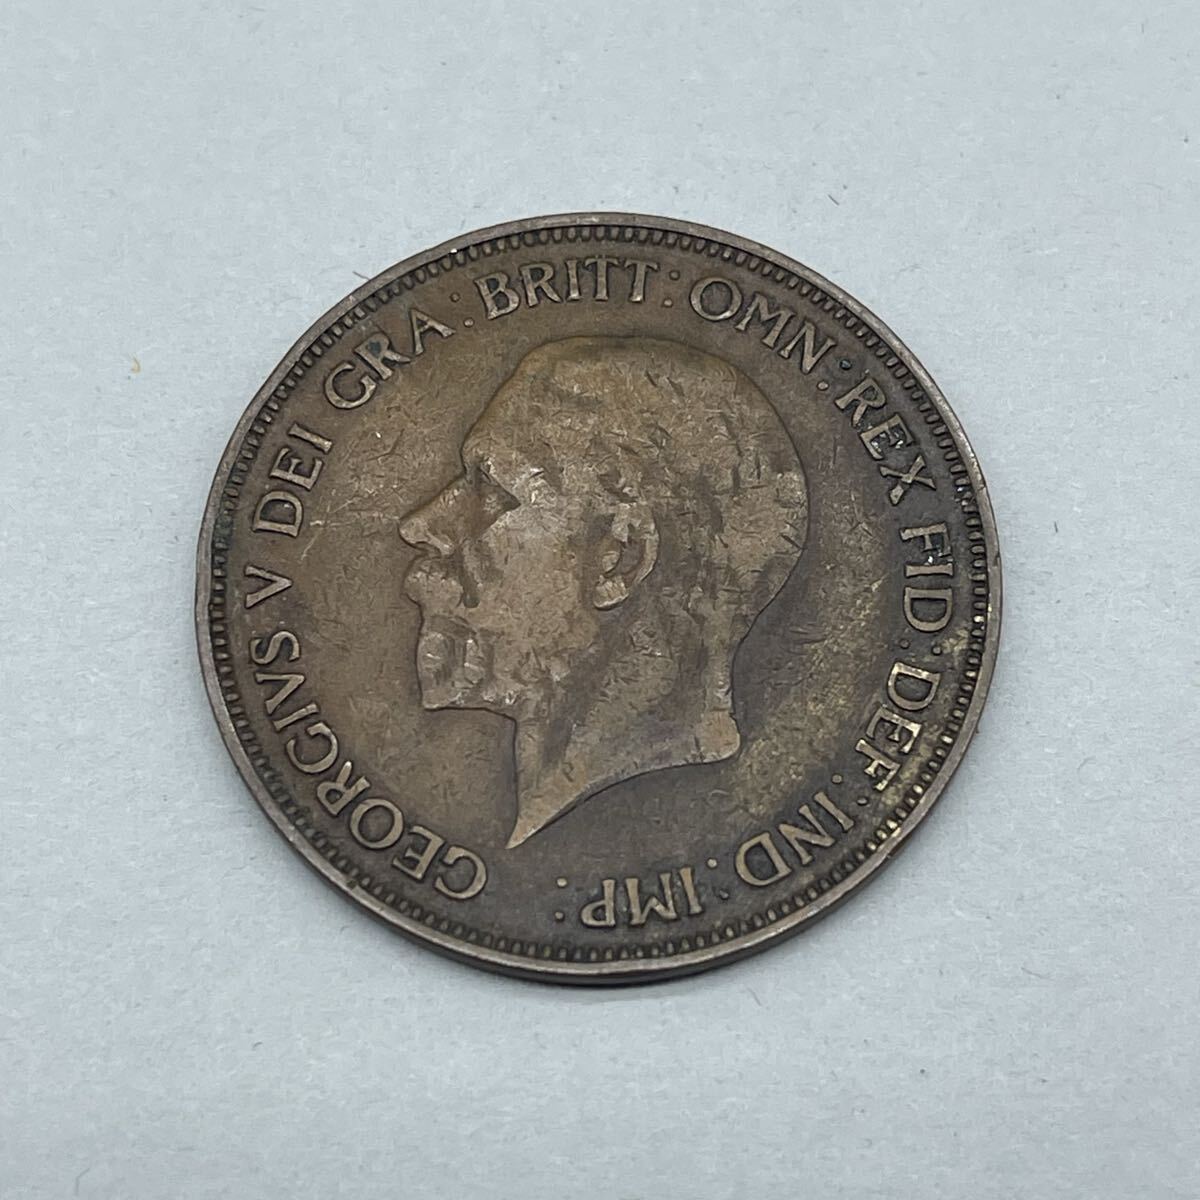 GEORGIVS V DEI GRA: BRITT: OMN: REX FID: DEF: IND: IMP: